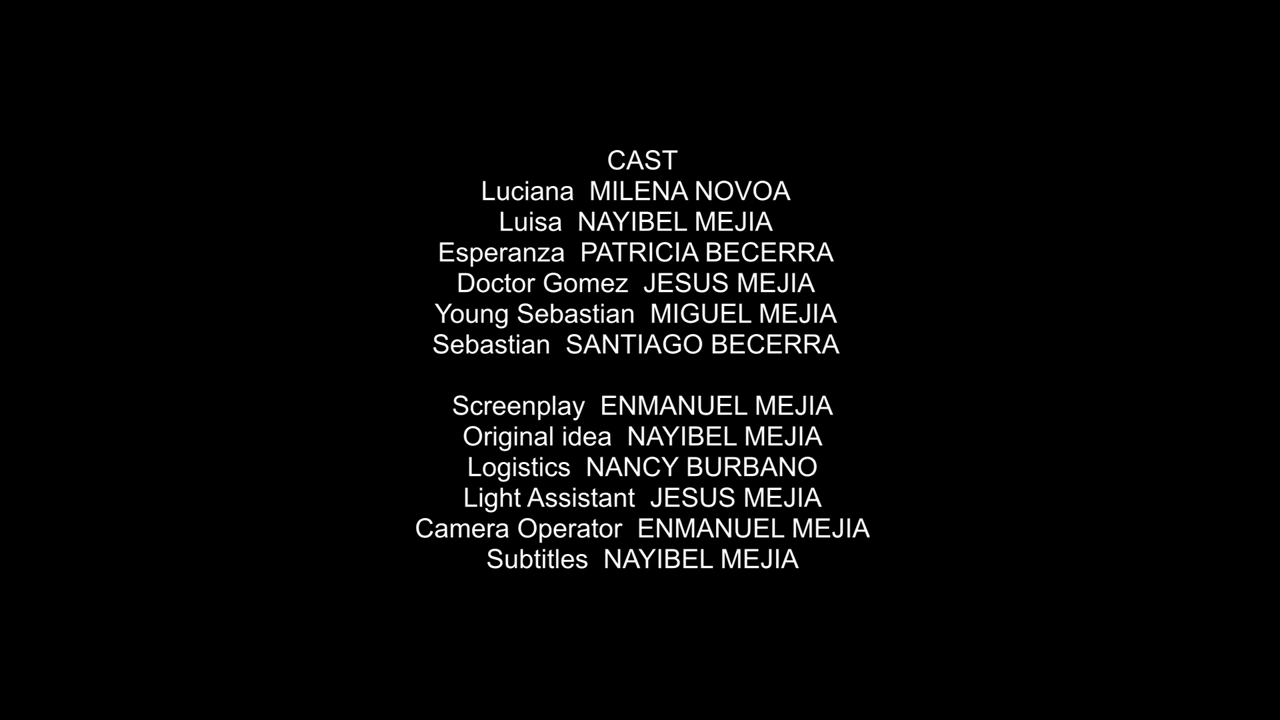 CAST
Luciana  MILENA NOVOA
Luisa  NAYIBEL MEJIA
Esperanza  PATRICIA BECERRA
Doctor Gomez  JESUS MEJIA
Young Sebastian  MIGUEL MEJIA
Sebastian  SANTIAGO BECERRA
Screenplay  ENMANUEL MEJIA
Original idea  NAYIBEL MEJIA
Logistics  NANCY BURBANO
Light Assistant  JESUS MEJIA
Camera Operator  ENMANUEL MEJIA
Subtitles  NAYIBEL MEJIA